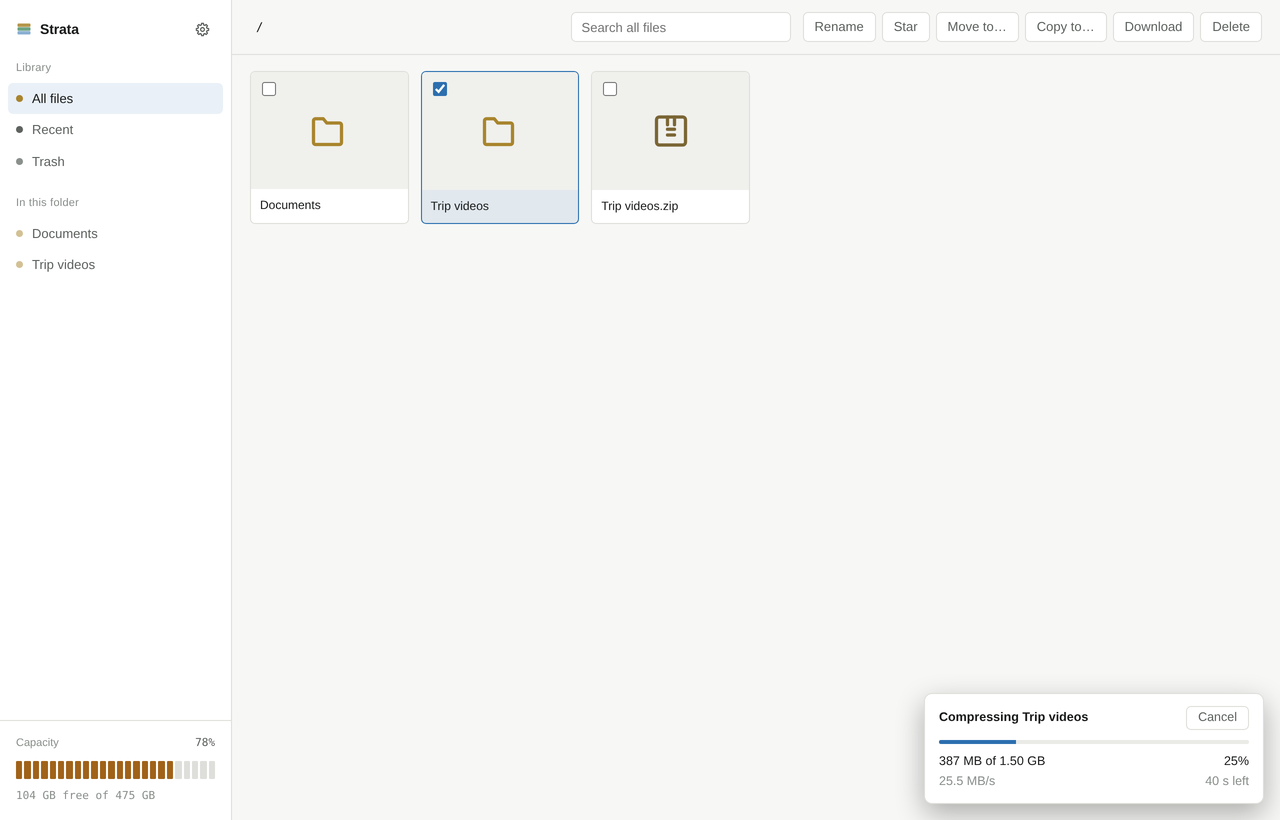 Strata
Library
All files
Recent
Trash
In this folder
Documents
Trip videos
Capacity 78%
104 GB free of 475 GB
/
Search all files
Rename
Star
Move to…
Copy to…
Download
Delete
Documents
Trip videos
Trip videos.zip
Compressing Trip videos
Cancel
387 MB of 1.50 GB 25%
25.5 MB/s 40 s left